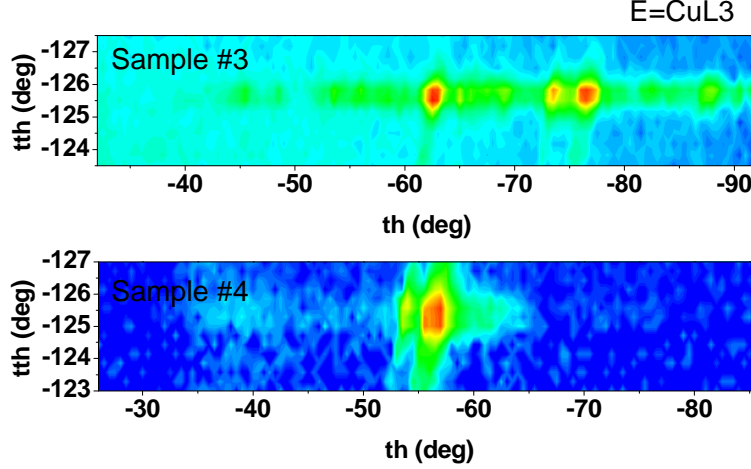 E=CuL3
-127
-126
-125
-124
tth (deg)
Sample #3
-40 -50 -60 -70 -80 -90
th (deg)
-127
-126
-125
-124
-123
tth (deg)
Sample #4
-30 -40 -50 -60 -70 -80
th (deg)